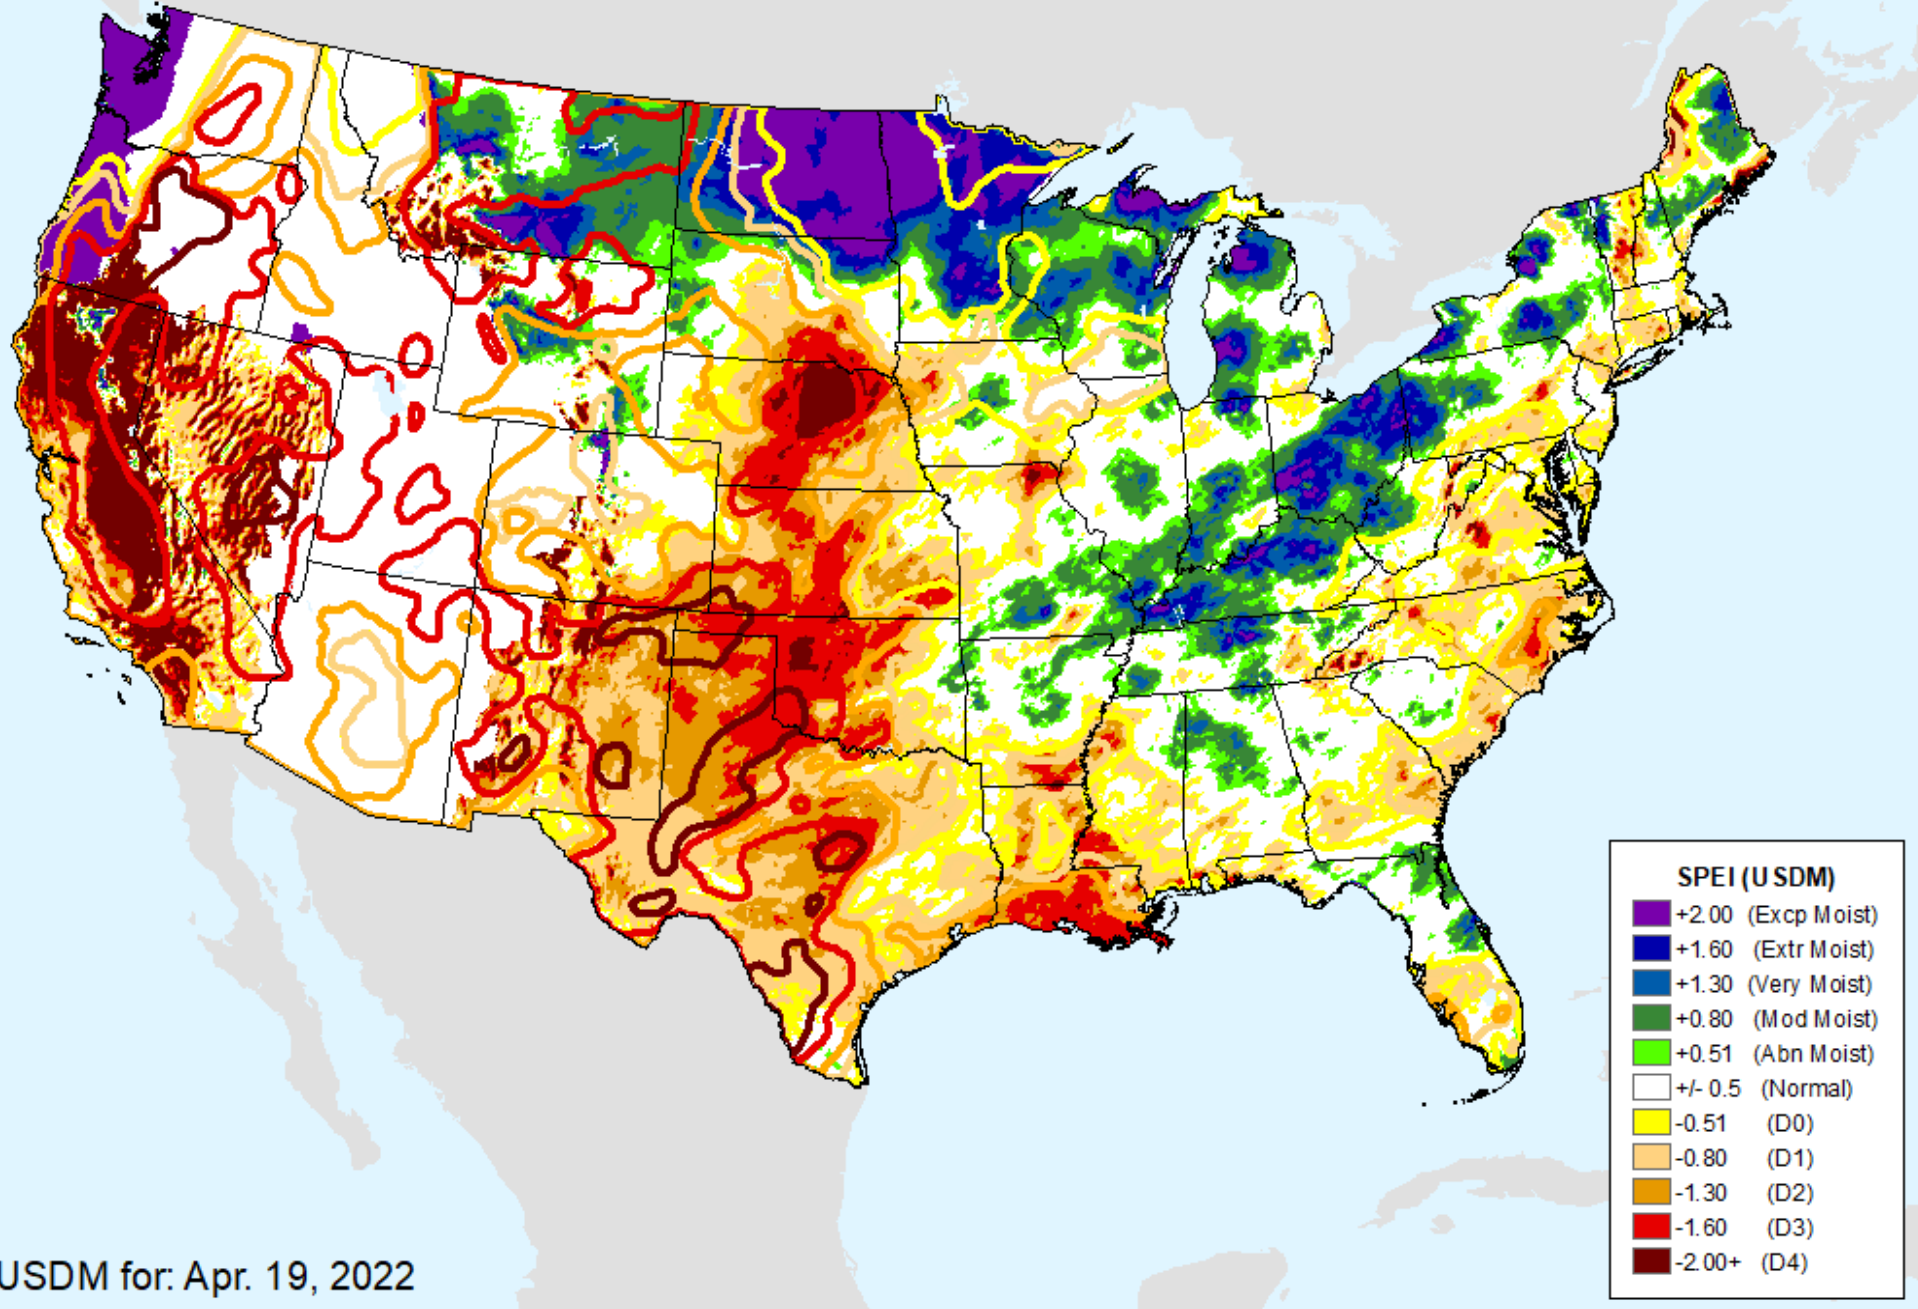 SPEI (USDM)
+2.00 (Excp Moist)
+1.60 (Extr Moist)
+1.30 (Very Moist)
+0.80 (Mod Moist)
+0.51 (Abn Moist)
+/- 0.5 (Normal)
-0.51 (D0)
-0.80 (D1)
-1.30 (D2)
-1.60 (D3)
-2.00+ (D4)
USDM for: Apr. 19, 2022